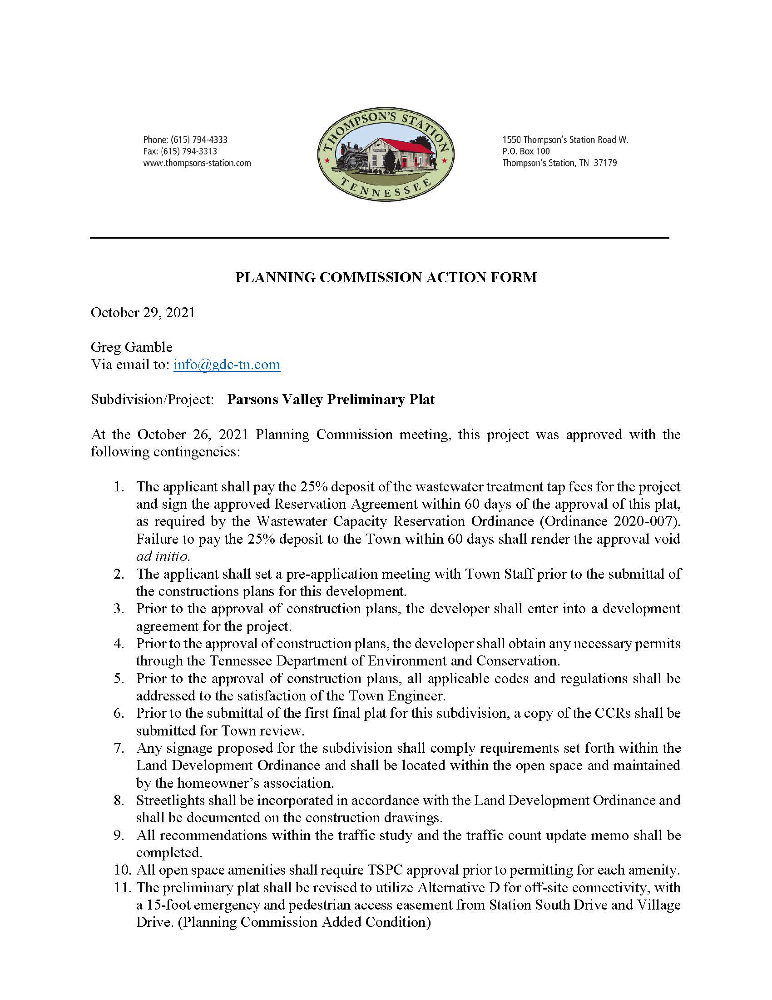 Phone: (615) 794-4333
Fax: (615) 794-3313
www.thompsons-station.com
THOMPSON'S STATION
THOMPSON'S
TENNESSEE
1550 Thompson's Station Road W.
P.O. Box 100
Thompson's Station, TN 37179
PLANNING COMMISSION ACTION FORM
October 29, 2021
Greg Gamble
Via email to: info@gdc-tn.com
Subdivision/Project: Parsons Valley Preliminary Plat
At the October 26, 2021 Planning Commission meeting, this project was approved with the
following contingencies:
1. The applicant shall pay the 25% deposit of the wastewater treatment tap fees for the project
and sign the approved Reservation Agreement within 60 days of the approval of this plat,
as required by the Wastewater Capacity Reservation Ordinance (Ordinance 2020-007).
Failure to pay the 25% deposit to the Town within 60 days shall render the approval void
ad initio.
2. The applicant shall set a pre-application meeting with Town Staff prior to the submittal of
the constructions plans for this development.
3. Prior to the approval of construction plans, the developer shall enter into a development
agreement for the project.
4. Prior to the approval of construction plans, the developer shall obtain any necessary permits
through the Tennessee Department of Environment and Conservation.
5. Prior to the approval of construction plans, all applicable codes and regulations shall be
addressed to the satisfaction of the Town Engineer.
6. Prior to the submittal of the first final plat for this subdivision, a copy of the CCRs shall be
submitted for Town review.
7. Any signage proposed for the subdivision shall comply requirements set forth within the
Land Development Ordinance and shall be located within the open space and maintained
by the homeowner's association.
8. Streetlights shall be incorporated in accordance with the Land Development Ordinance and
shall be documented on the construction drawings.
9. All recommendations within the traffic study and the traffic count update memo shall be
completed.
10. All open space amenities shall require TSPC approval prior to permitting for each amenity.
11. The preliminary plat shall be revised to utilize Alternative D for off-site connectivity, with
a 15-foot emergency and pedestrian access easement from Station South Drive and Village
Drive. (Planning Commission Added Condition)